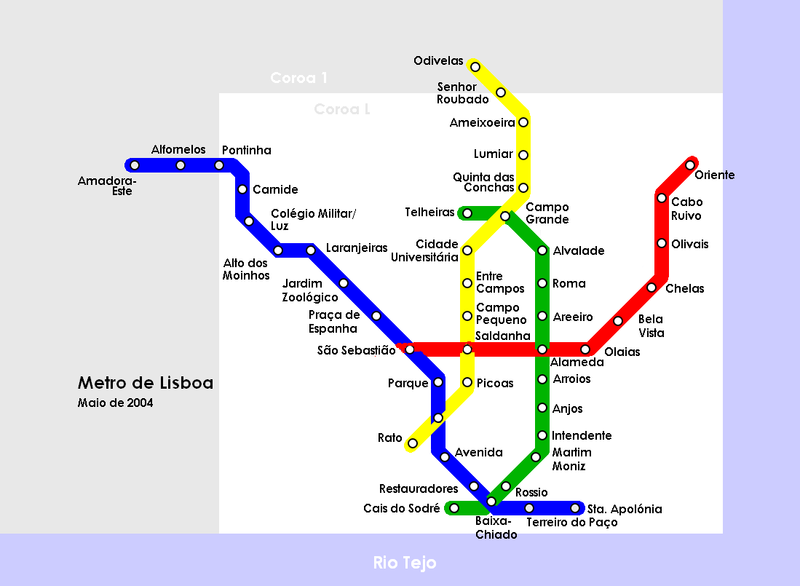 Odivelas
Coroa 1
Senhor
Roubado
Coroa L
Ameixoeira
Alfornelos
Pontinha
Lumiar
Amadora-
Este
Quinta das
Conchas
Oriente
Carnide
Cabo
Ruivo
Telheiras
Campo
Grande
Colégio Militar/
Luz
Cidade
Universitária
Alvalade
Olivais
Laranjeiras
Alto dos
Moinhos
Jardim
Zoológico
Entre
Campos
Roma
Chelas
Praça de
Espanha
Campo
Pequeno
Areeiro
Bela
Vista
Saldanha
São Sebastião
Alameda
Olaias
Metro de Lisboa
Maio de 2004
Parque
Picoas
Arroios
Anjos
Rato
Intendente
Avenida
Martim
Moniz
Restauradores
Rossio
Cais do Sodré
Baixa-
Chiado
Terreiro do Paço
Sta. Apolónia
Rio Tejo